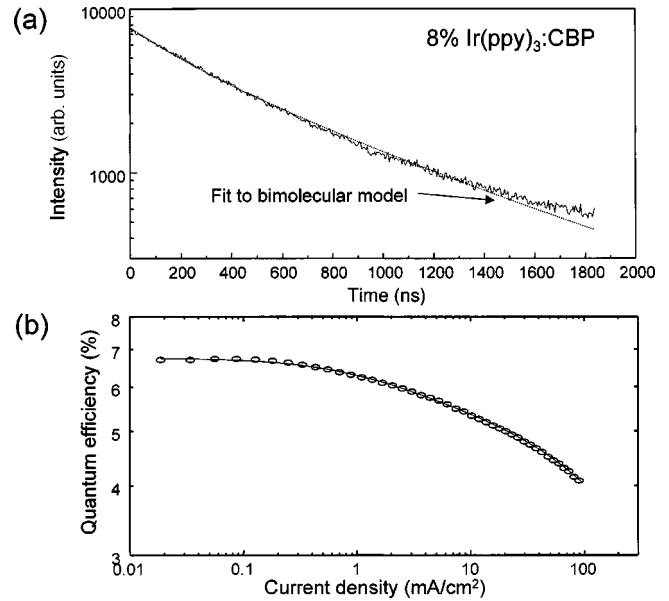 (a)
10000
8% Ir(ppy)3:CBP
Intensity (arb. units)
1000
Fit to bimolecular model
0 200 400 600 800 1000 1200 1400 1600 1800 2000
Time (ns)
(b)
8
7
6
5
4
3
Quantum efficiency (%)
0.01 0.1 1 10 100
Current density (mA/cm²)